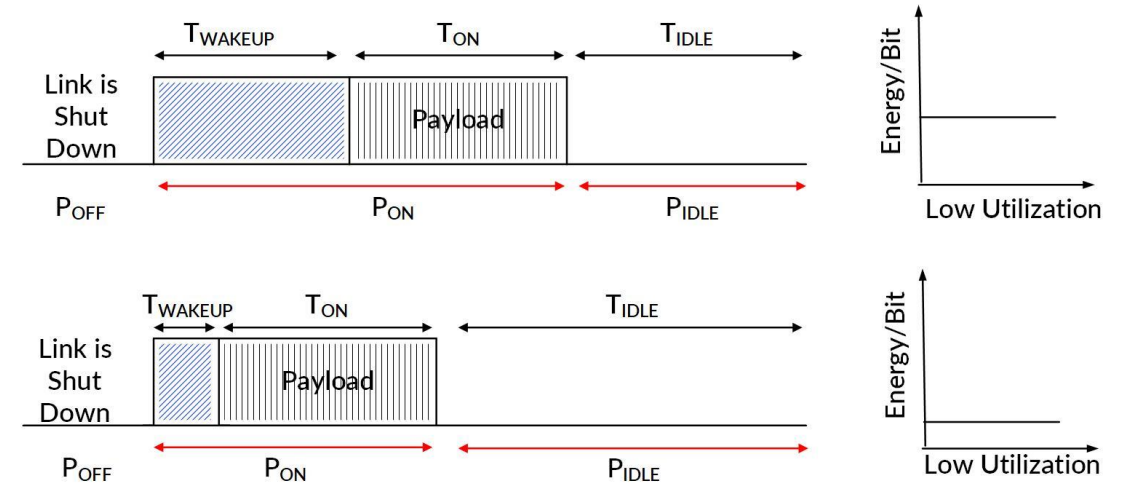 TWAKEUP
TON
TIDLE
Link is
Shut
Down
Payload
POFF
PON
PIDLE
Energy/Bit
Low Utilization
TWAKEUP
TON
TIDLE
Link is
Shut
Down
Payload
POFF
PON
PIDLE
Energy/Bit
Low Utilization